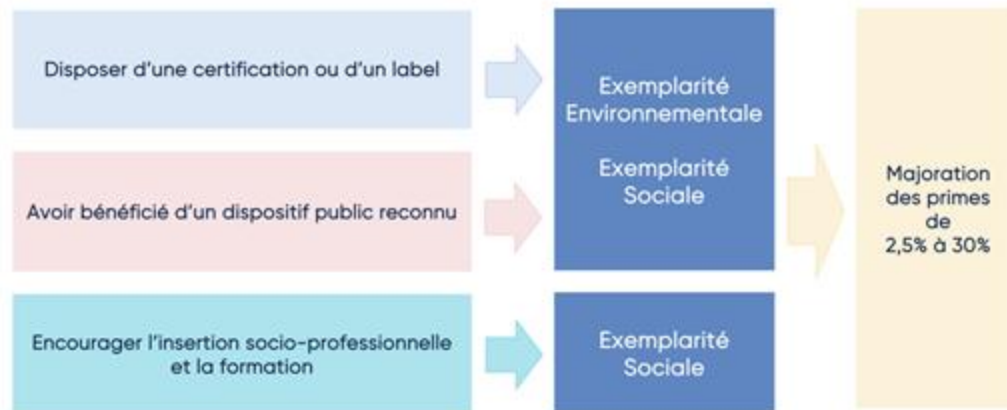 Disposer d'une certification ou d'un label
Exemplarité
Environnementale
Exemplarité
Sociale
Avoir bénéficié d'un dispositif public reconnu
Majoration
des primes
de
2,5% à 30%
Encourager l'insertion socio-professionnelle
et la formation
Exemplarité
Sociale